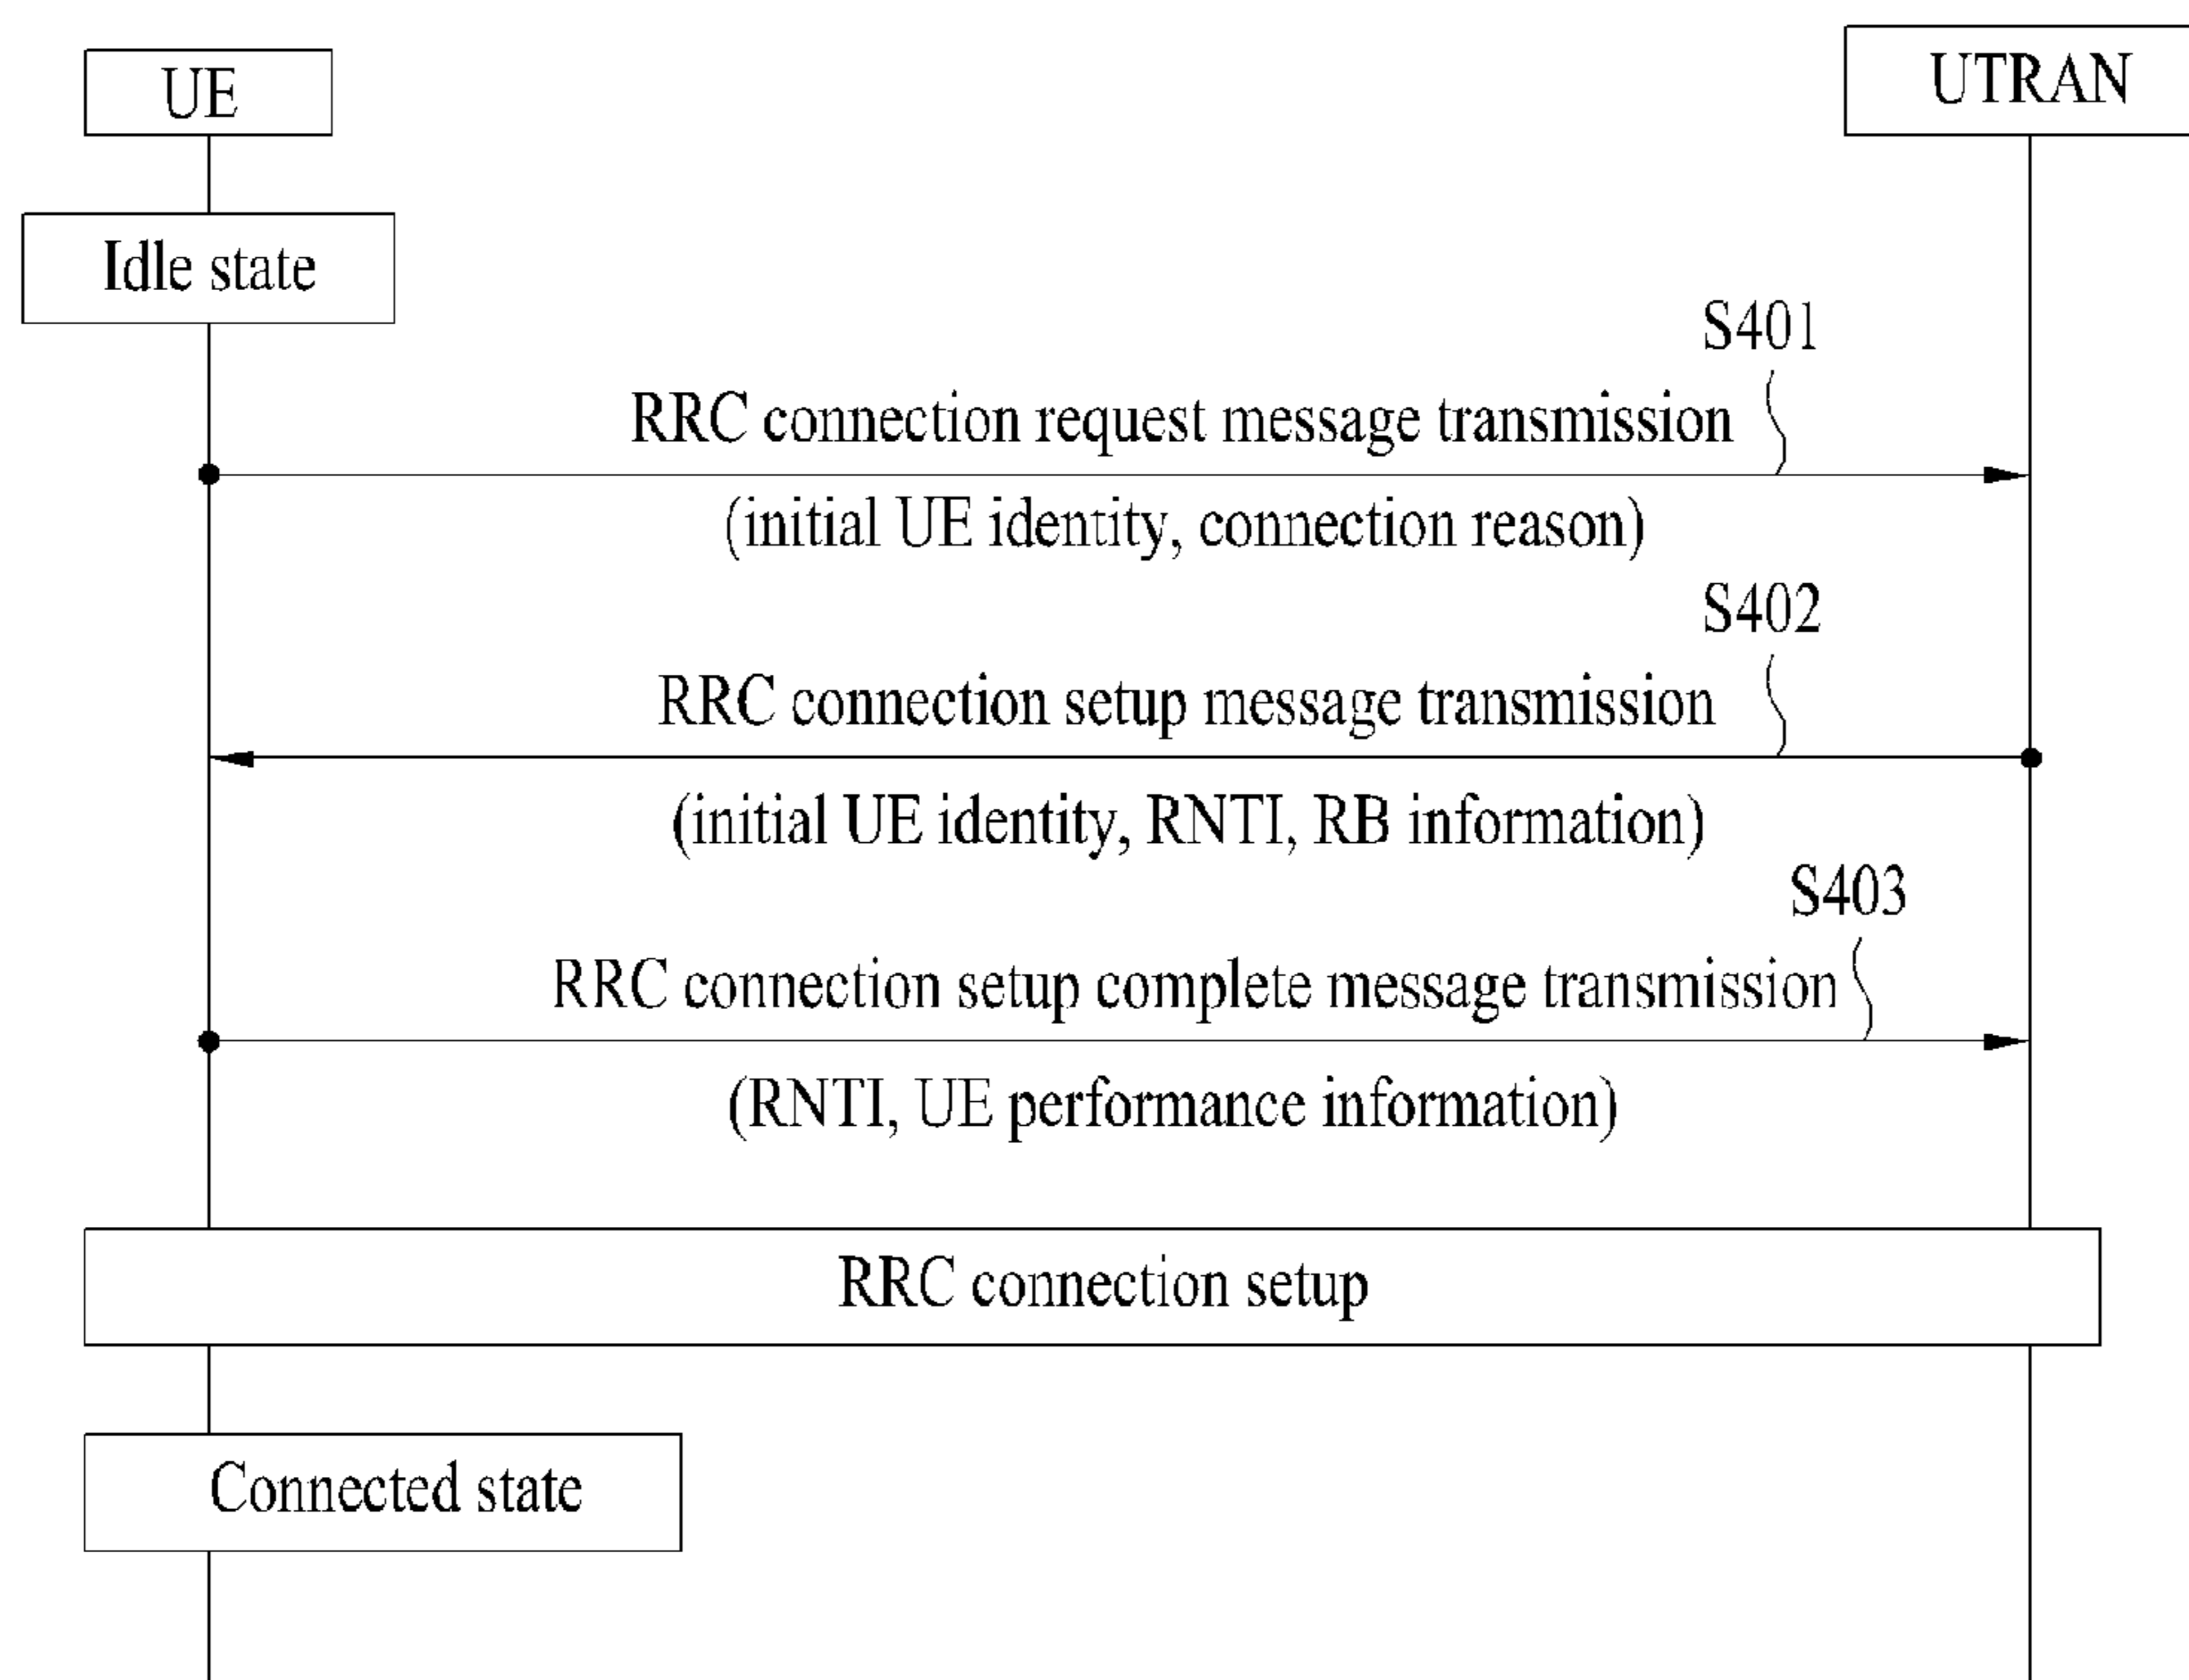 UE
UTRAN
Idle state
S401
RRC connection request message transmission
(initial UE identity, connection reason)
S402
RRC connection setup message transmission
(initial UE identity, RNTI, RB information)
S403
RRC connection setup complete message transmission
(RNTI, UE performance information)
RRC connection setup
Connected state